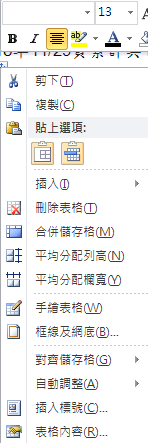 13
B I A ab A
剪下(T)
複製(C)
貼上選項:
插入(I)
刪除表格(T)
合併儲存格(M)
平均分配列高(N)
平均分配欄寬(Y)
手繪表格(W)
框線及網底(B)...
對齊儲存格(G)
自動調整(A)
插入標號(C)...
表格內容(R)...